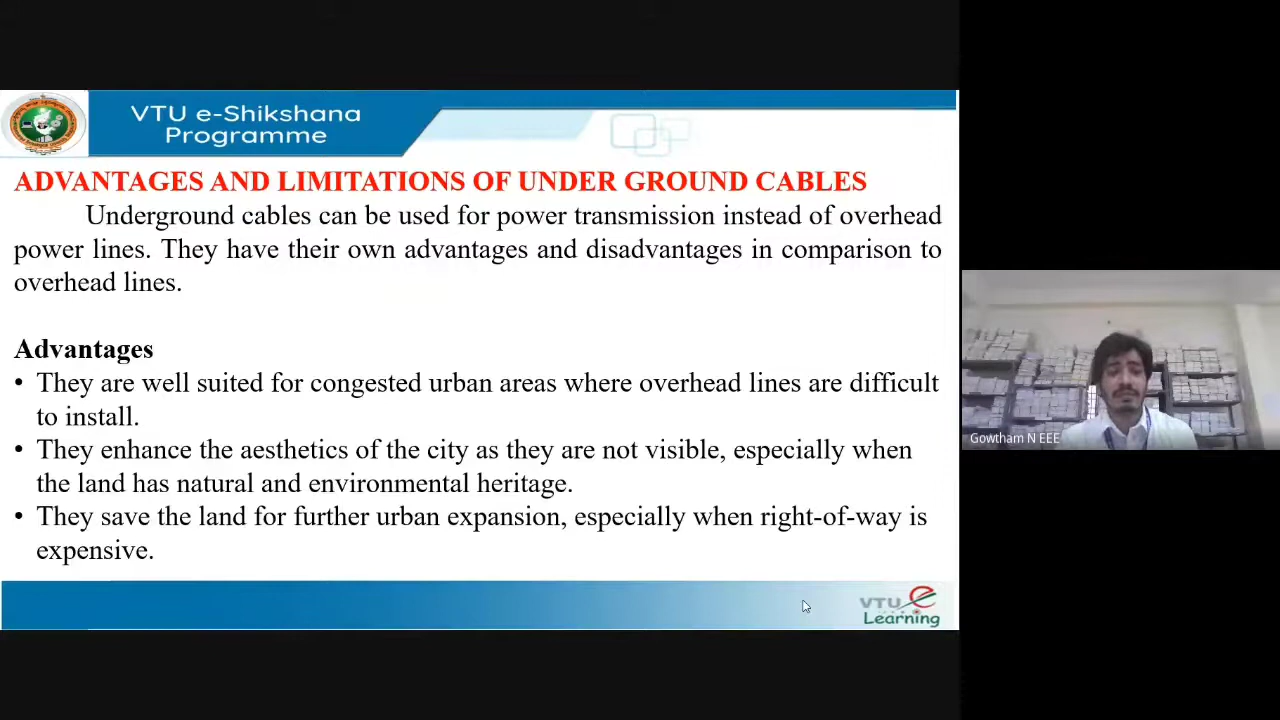 VTU e-Shikshana
Programme
ADVANTAGES AND LIMITATIONS OF UNDER GROUND CABLES
Underground cables can be used for power transmission instead of overhead
power lines. They have their own advantages and disadvantages in comparison to
overhead lines.
Advantages
• They are well suited for congested urban areas where overhead lines are difficult
to install.
• They enhance the aesthetics of the city as they are not visible, especially when
the land has natural and environmental heritage.
• They save the land for further urban expansion, especially when right-of-way is
expensive.
VTU e
Learning
Gowtham N EEE